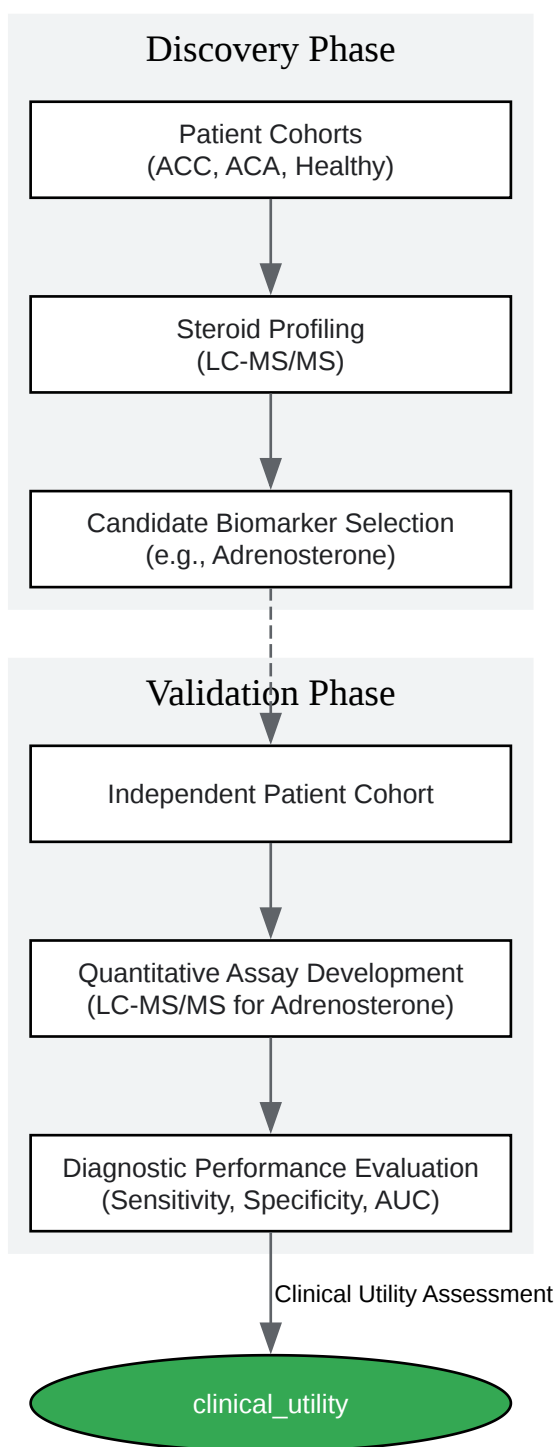 Discovery Phase
Patient Cohorts
(ACC, ACA, Healthy)
Steroid Profiling
(LC-MS/MS)
Candidate Biomarker Selection
(e.g., Adrenosterone)
Validation Phase
Independent Patient Cohort
Quantitative Assay Development
(LC-MS/MS for Adrenosterone)
Diagnostic Performance Evaluation
(Sensitivity, Specificity, AUC)
Clinical Utility Assessment
clinical_utility